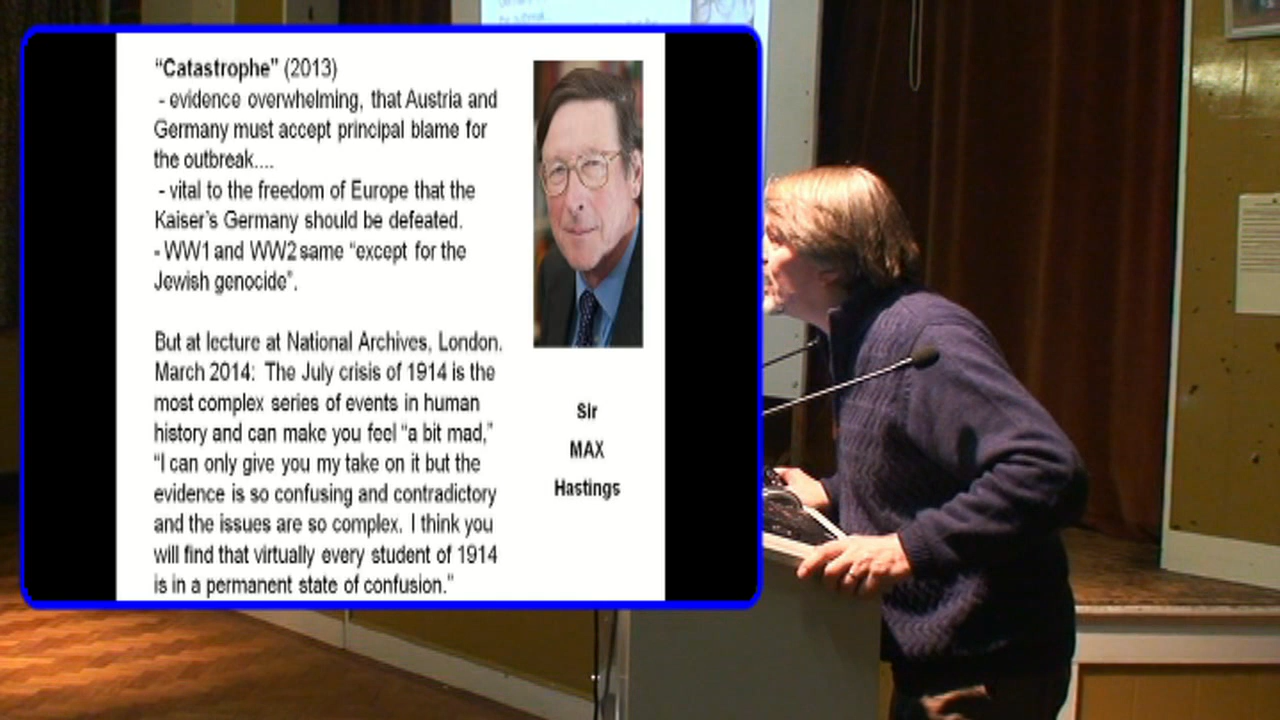 “Catastrophe” (2013)
- evidence overwhelming, that Austria and
Germany must accept principal blame for
the outbreak....
- vital to the freedom of Europe that the
Kaiser’s Germany should be defeated.
- WW1 and WW2 same “except for the
Jewish genocide”.
But at lecture at National Archives, London.
March 2014: The July crisis of 1914 is the
most complex series of events in human
history and can make you feel “a bit mad,”
“I can only give you my take on it but the
evidence is so confusing and contradictory
and the issues are so complex. I think you
will find that virtually every student of 1914
is in a permanent state of confusion.”
Sir
MAX
Hastings